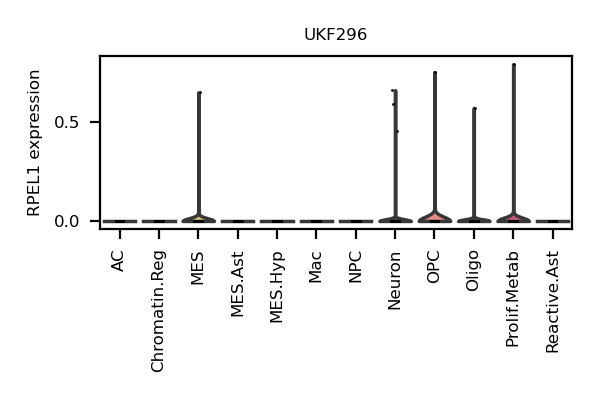 UKF296
RPEL1 expression
0.5
0.0
AC
Chromatin.Reg
MES
MES.Ast
MES.Hyp
Mac
NPC
Neuron
OPC
Oligo
Prolif.Metab
Reactive.Ast